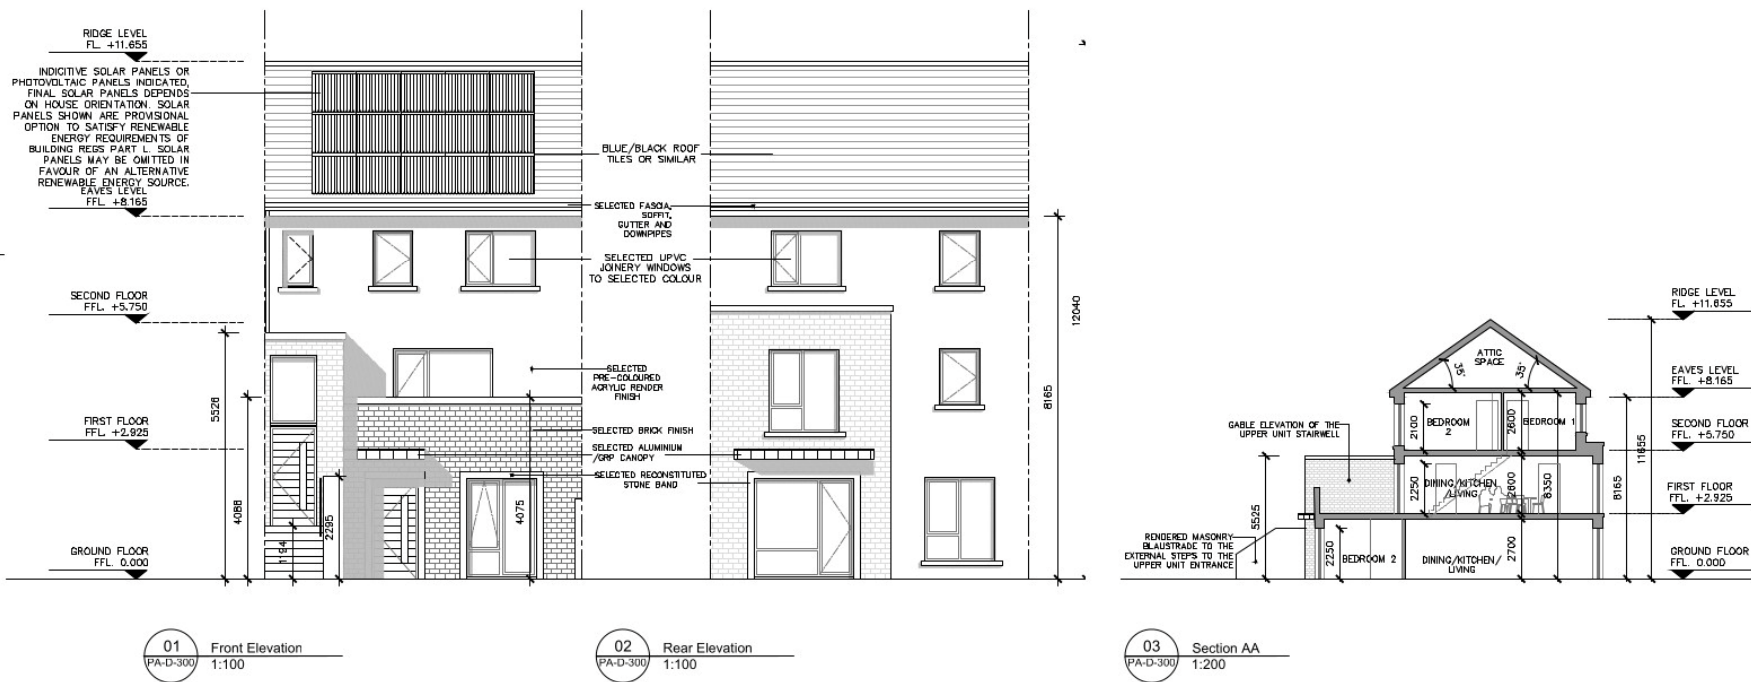 RIDGE LEVEL
FL. +11.655
INDICITIVE SOLAR PANELS OR
PHOTOVOLTAIC PANELS INDICATED,
FINAL SOLAR PANELS DEPENDS
ON HOUSE ORIENTATION. SOLAR
PANELS SHOWN ARE PROVISIONAL
OPTION TO SATISFY RENEWABLE
ENERGY REQUIREMENTS OF
BUILDING REGS PART L. SOLAR
PANELS MAY BE OMITTED IN
FAVOUR OF AN ALTERNATIVE
RENEWABLE ENERGY SOURCE.
EAVES LEVEL
FFL. +8.165
SECOND FLOOR
FFL. +5.750
FIRST FLOOR
FFL. +2.925
GROUND FLOOR
FFL. 0.000
5526
4088
1194
2295
4075
BLUE/BLACK ROOF
TILES OR SIMILAR
SELECTED FASCIA,
SOFFIT,
GUTTER AND
DOWNPIPES
SELECTED UPVC
JOINERY WINDOWS
TO SELECTED COLOUR
SELECTED
PRE-COLOURED
ACRYLIC RENDER
FINISH
SELECTED BRICK FINISH
SELECTED ALUMINIUM
/GRP CANOPY
SELECTED RECONSTITUTED
STONE BAND
8165
12040
RIDGE LEVEL
FL. +11.655
EAVES LEVEL
FFL. +8.165
SECOND FLOOR
FFL. +5.750
FIRST FLOOR
FFL. +2.925
GROUND FLOOR
FFL. 0.000
ATTIC
SPACE
35°
35°
GABLE ELEVATION OF THE
UPPER UNIT STAIRWELL
RENDERED MASONRY
BLAUSTRADE TO THE
EXTERNAL STEPS TO THE
UPPER UNIT ENTRANCE
BEDROOM
2
BEDROOM 1
2100
2600
DINING/KITCHEN
/LIVING
2250
2600
8350
BEDROOM 2
DINING/KITCHEN/
LIVING
2250
2700
5525
8165
11655
01
PA-D-300
Front Elevation
1:100
02
PA-D-300
Rear Elevation
1:100
03
PA-D-300
Section AA
1:200